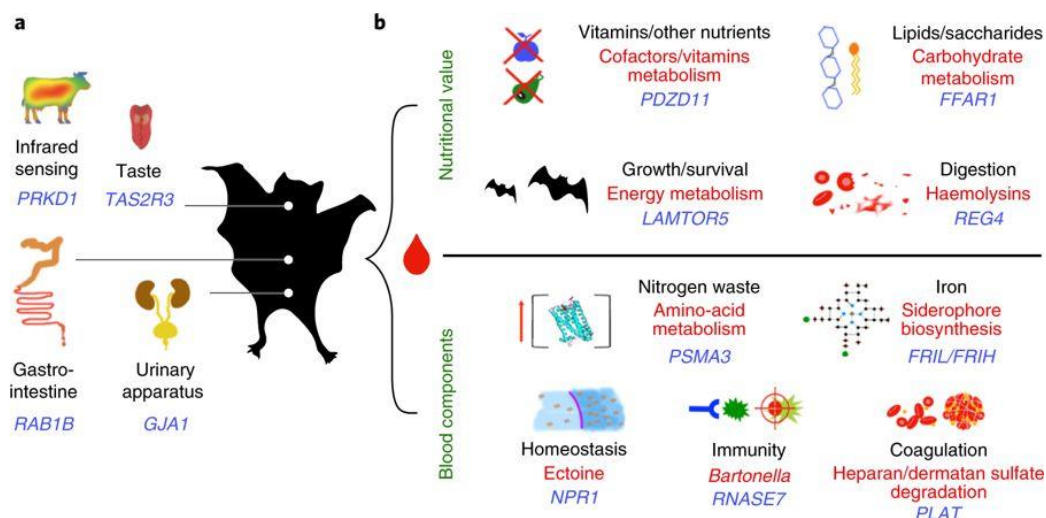 a
Infrared
sensing
PRKD1
Taste
TAS2R3
Gastro-
intestine
RAB1B
Urinary
apparatus
GJA1
b
Nutritional value
Vitamins/other nutrients
Cofactors/vitamins
metabolism
PDZD11
Lipids/saccharides
Carbohydrate
metabolism
FFAR1
Growth/survival
Energy metabolism
LAMTOR5
Digestion
Haemolysins
REG4
Blood components
Nitrogen waste
Amino-acid
metabolism
PSMA3
Iron
Siderophore
biosynthesis
FRIL/FRIH
Homeostasis
Ectoine
NPR1
Immunity
Bartonella
RNASE7
Coagulation
Heparan/dermatan sulfate
degradation
PLAT